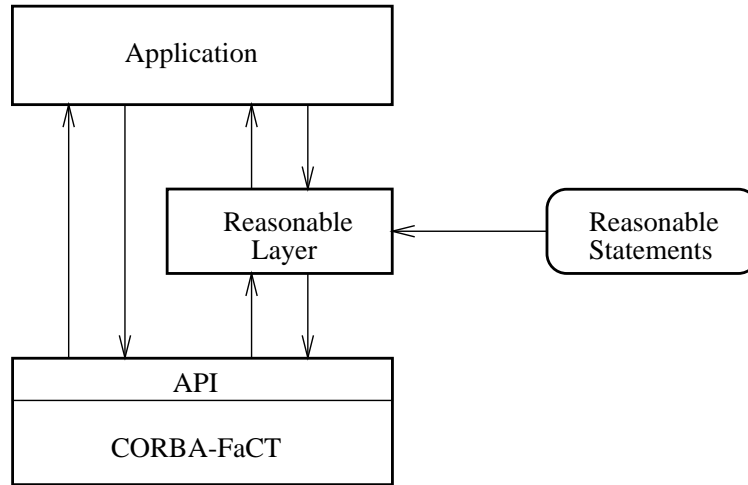 Application
Reasonable
Layer
Reasonable
Statements
API
CORBA-FaCT